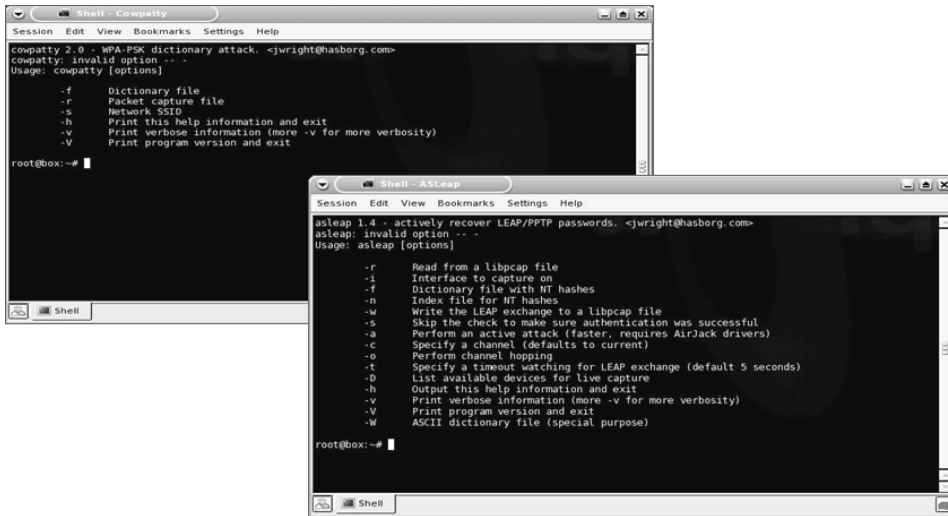 Shell - Cowpatty
Session Edit View Bookmarks Settings Help
cowpatty 2.0 - WPA-PSK dictionary attack. <jwright@hasborg.com>
cowpatty: invalid option -- -
Usage: cowpatty [options]
-f Dictionary file
-r Packet capture file
-s Network SSID
-h Print this help information and exit
-v Print verbose information (more -v for more verbosity)
-V Print program version and exit
root@box:~#
Shell
Shell - ASLeap
Session Edit View Bookmarks Settings Help
asleap 1.4 - actively recover LEAP/PPTP passwords. <jwright@hasborg.com>
asleap: invalid option -- -
Usage: asleap [options]
-r Read from a libpcap file
-i Interface to capture on
-f Dictionary file with NT hashes
-n Index file for NT hashes
-w Write the LEAP exchange to a libpcap file
-s Skip the check to make sure authentication was successful
-a Perform an active attack (faster, requires AirJack drivers)
-c Specify a channel (defaults to current)
-o Perform channel hopping
-t Specify a timeout watching for LEAP exchange (default 5 seconds)
-D List available devices for live capture
-h Output this help information and exit
-v Print verbose information (more -v for more verbosity)
-V Print program version and exit
-W ASCII dictionary file (special purpose)
root@box:~#
Shell